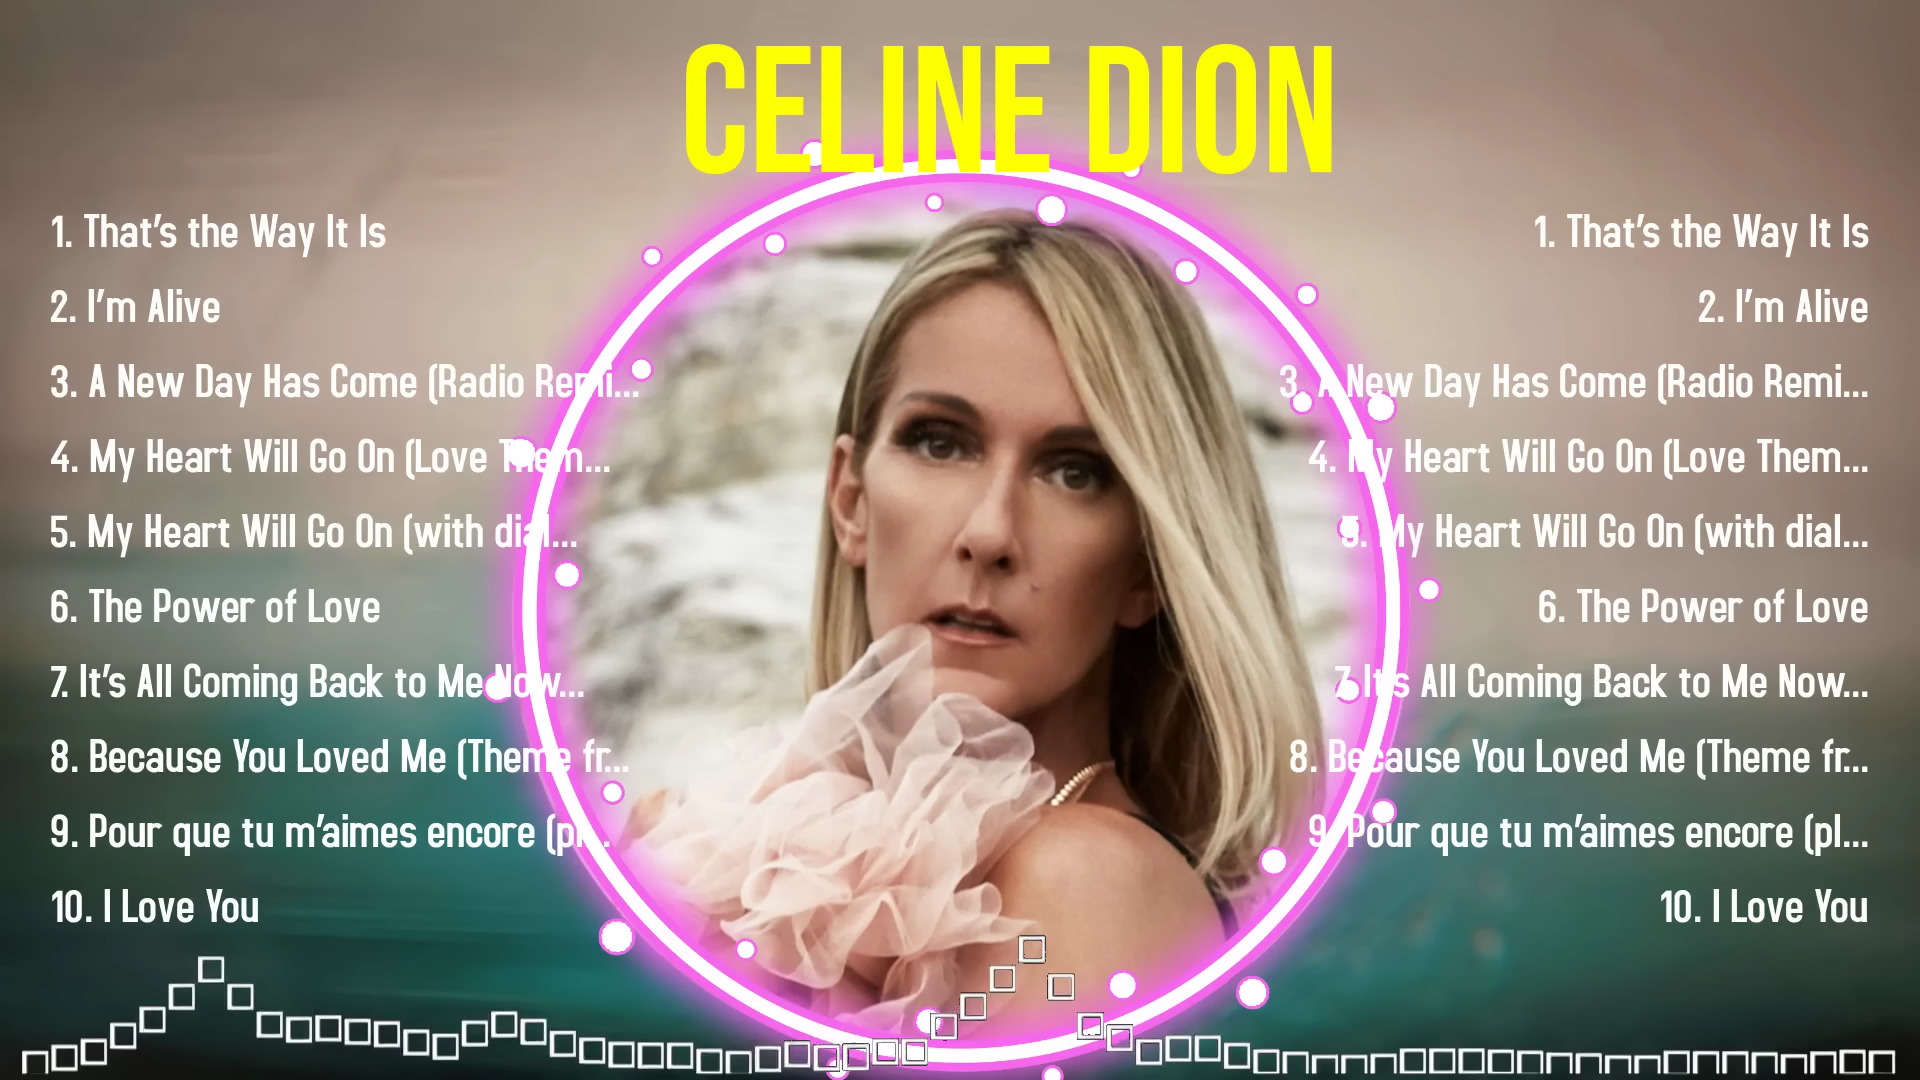 CELINE DION
1. That's the Way It Is
2. I'm Alive
3. A New Day Has Come (Radio Remi...
4. My Heart Will Go On (Love Them...
5. My Heart Will Go On (with dial...
6. The Power of Love
7. It's All Coming Back to Me Now...
8. Because You Loved Me (Theme fr...
9. Pour que tu m'aimes encore (pl...
10. I Love You
1. That's the Way It Is
2. I'm Alive
3. A New Day Has Come (Radio Remi...
4. My Heart Will Go On (Love Them...
5. My Heart Will Go On (with dial...
6. The Power of Love
7. It's All Coming Back to Me Now...
8. Because You Loved Me (Theme fr...
9. Pour que tu m'aimes encore (pl...
10. I Love You